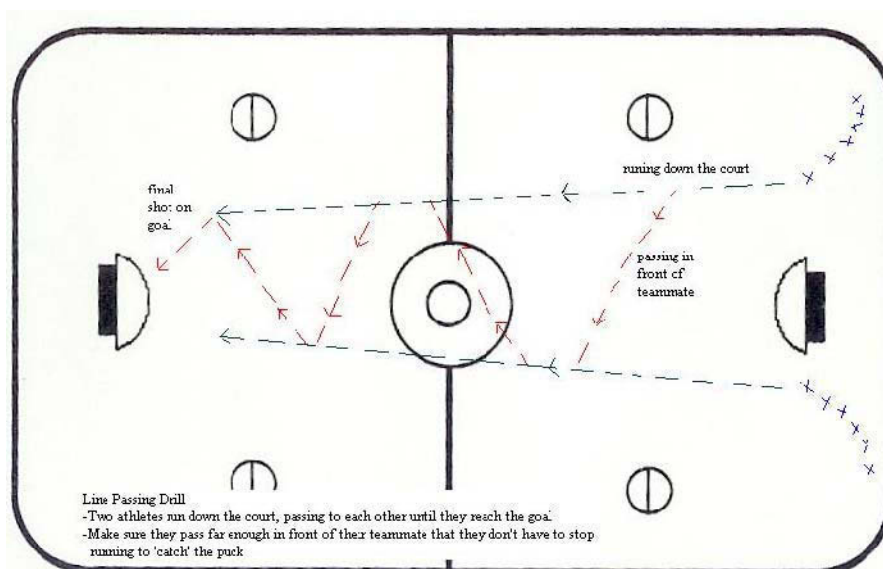 runing down the court
final
shot on
goal
passing in
front of
teammate
Line Passing Drill
-Two athletes run down the court, passing to each other until they reach the goal.
-Make sure they pass far enough in front of their teammate that they don't have to stop
running to 'catch' the puck